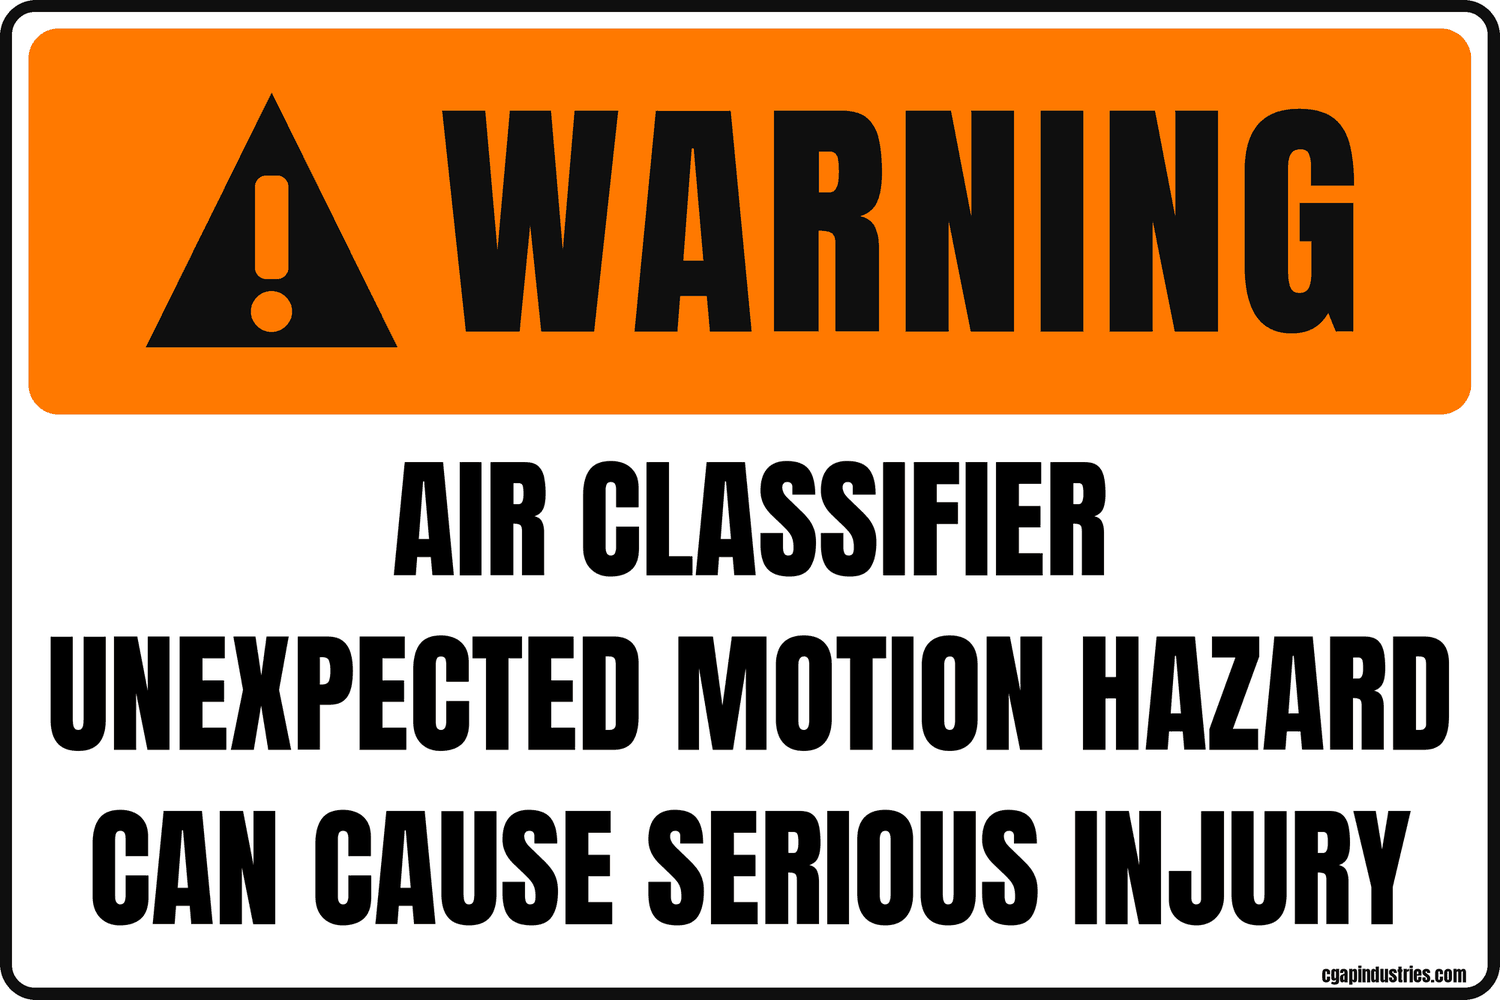 WARNING
AIR CLASSIFIER
UNEXPECTED MOTION HAZARD
CAN CAUSE SERIOUS INJURY
cgapindustries.com